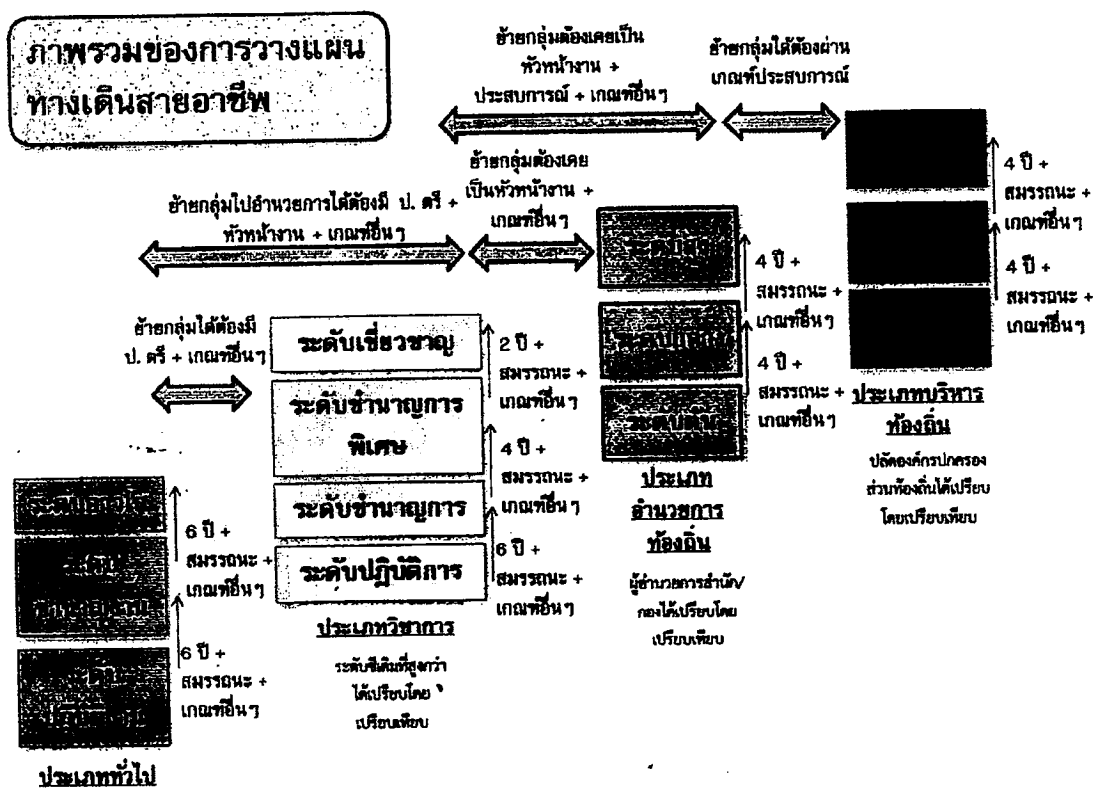 ภาพรวมของการวางแผน
ทางเดินสายอาชีพ
ย้ายกลุ่มต้องเคยเป็น
หัวหน้างาน +
ประสบการณ์ + เกณฑ์อื่นๆ
ย้ายกลุ่มได้ต้องผ่าน
เกณฑ์ประสบการณ์
ย้ายกลุ่มต้องเคย
เป็นหัวหน้างาน +
เกณฑ์อื่นๆ
ย้ายกลุ่มไปอำนวยการได้ต้องมี ป. ตรี +
หัวหน้างาน + เกณฑ์อื่นๆ
ย้ายกลุ่มได้ต้องมี
ป. ตรี + เกณฑ์อื่นๆ
6 ปี +
สมรรถนะ +
เกณฑ์อื่นๆ
6 ปี +
สมรรถนะ +
เกณฑ์อื่นๆ
ประเภททั่วไป
ระดับเชี่ยวชาญ
ระดับชำนาญการ
พิเศษ
ระดับชำนาญการ
ระดับปฏิบัติการ
2 ปี +
สมรรถนะ +
เกณฑ์อื่นๆ
4 ปี +
สมรรถนะ +
เกณฑ์อื่นๆ
6 ปี +
สมรรถนะ +
เกณฑ์อื่นๆ
ประเภทวิชาการ
ระดับซีเดิมที่สูงกว่า
ได้เปรียบโดย
เปรียบเทียบ
ระดับสูง
ระดับกลาง
ระดับต้น
4 ปี +
สมรรถนะ +
เกณฑ์อื่นๆ
4 ปี +
สมรรถนะ +
เกณฑ์อื่นๆ
ประเภท
อำนวยการ
ท้องถิ่น
ผู้อำนวยการสำนัก/
กองได้เปรียบโดย
เปรียบเทียบ
4 ปี +
สมรรถนะ +
เกณฑ์อื่นๆ
4 ปี +
สมรรถนะ +
เกณฑ์อื่นๆ
ประเภทบริหาร
ท้องถิ่น
ปลัดองค์กรปกครอง
ส่วนท้องถิ่นได้เปรียบ
โดยเปรียบเทียบ